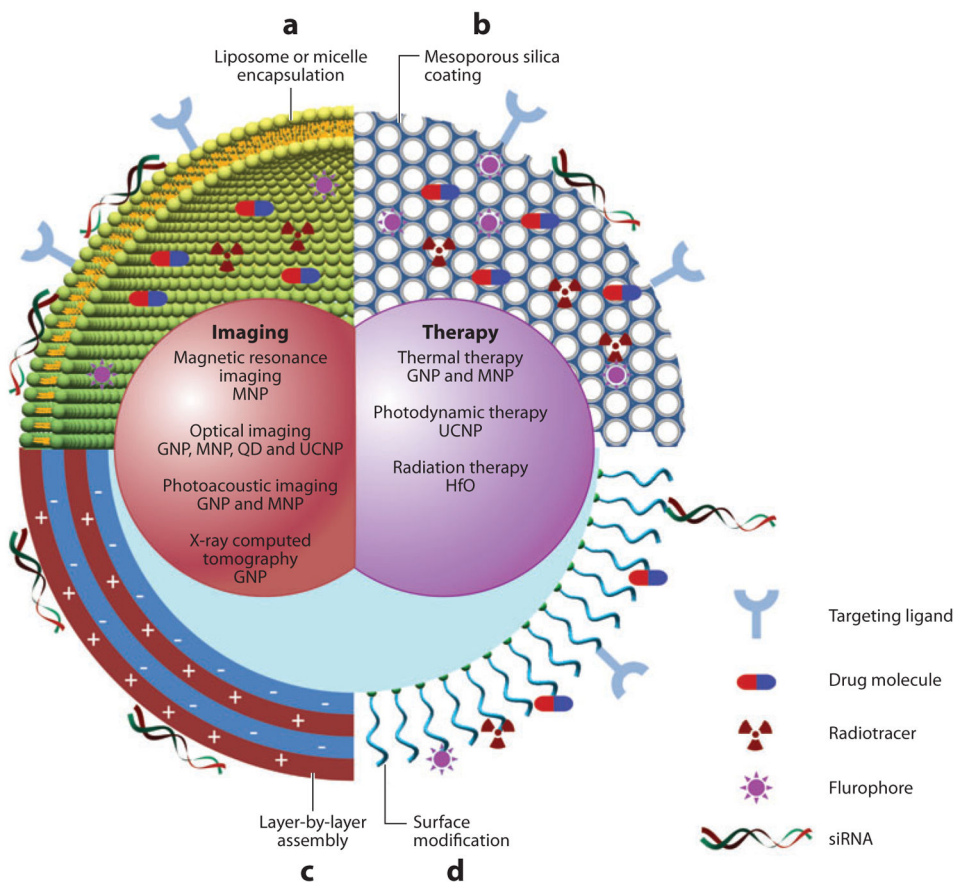 a
Liposome or micelle
encapsulation
b
Mesoporous silica
coating
Imaging
Magnetic resonance
imaging
MNP
Optical imaging
GNP, MNP, QD and UCNP
Photoacoustic imaging
GNP and MNP
X-ray computed
tomography
GNP
Therapy
Thermal therapy
GNP and MNP
Photodynamic therapy
UCNP
Radiation therapy
HfO
Targeting ligand
Drug molecule
Radiotracer
Flurophore
siRNA
Layer-by-layer
assembly
c
Surface
modification
d